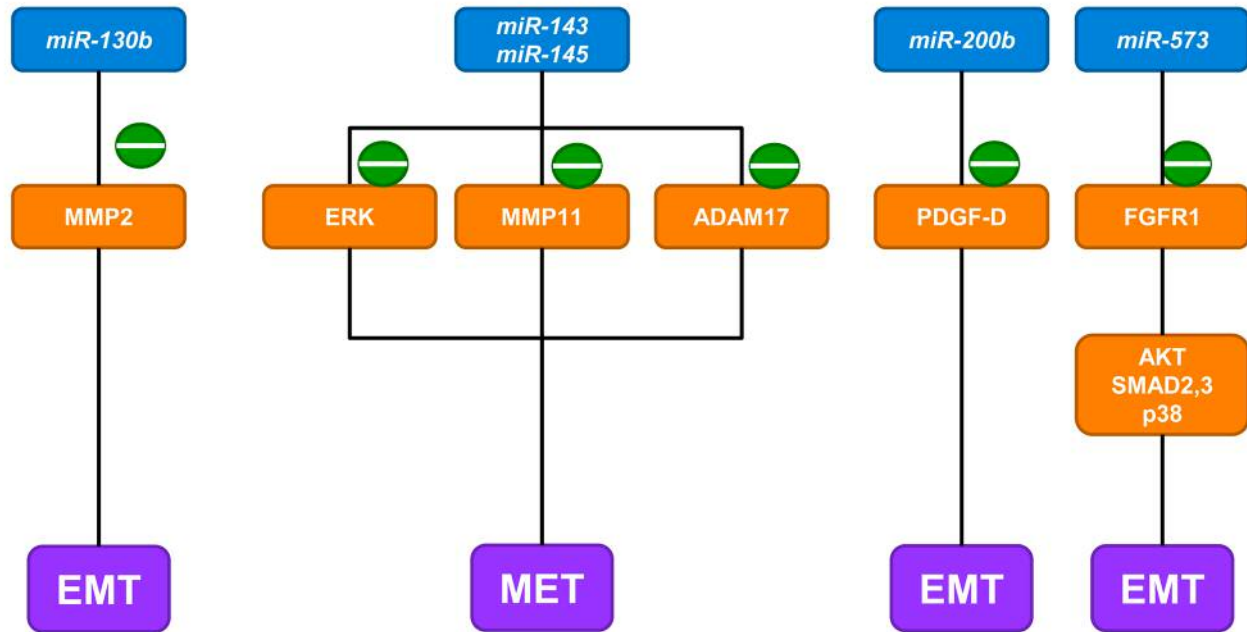 miR-130b
miR-143
miR-145
miR-200b
miR-573
MMP2
ERK
MMP11
ADAM17
PDGF-D
FGFR1
AKT
SMAD2,3
p38
EMT
MET
EMT
EMT